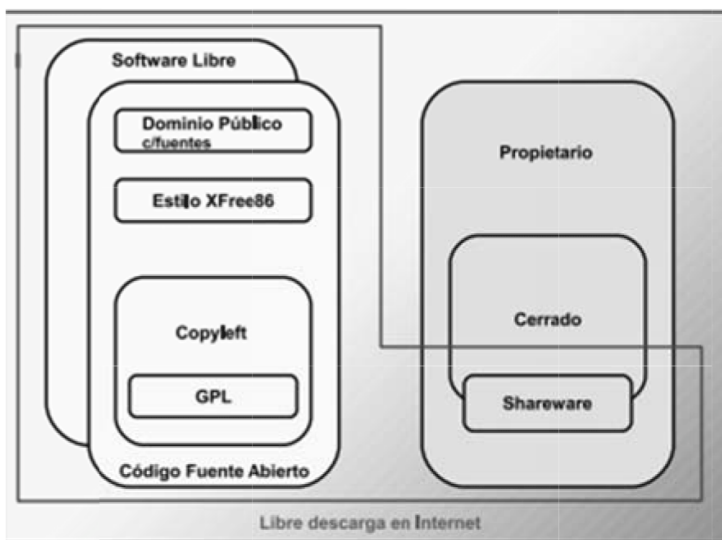 Software Libre
Dominio Público
c/fuentes
Estilo XFree86
Copyleft
GPL
Código Fuente Abierto
Propietario
Cerrado
Shareware
Libre descarga en Internet